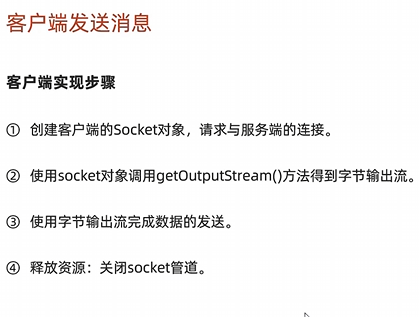 客户端发送消息
客户端实现步骤
① 创建客户端的Socket对象，请求与服务端的连接。
② 使用socket对象调用getOutputStream()方法得到字节输出流。
③ 使用字节输出流完成数据的发送。
④ 释放资源：关闭socket管道。